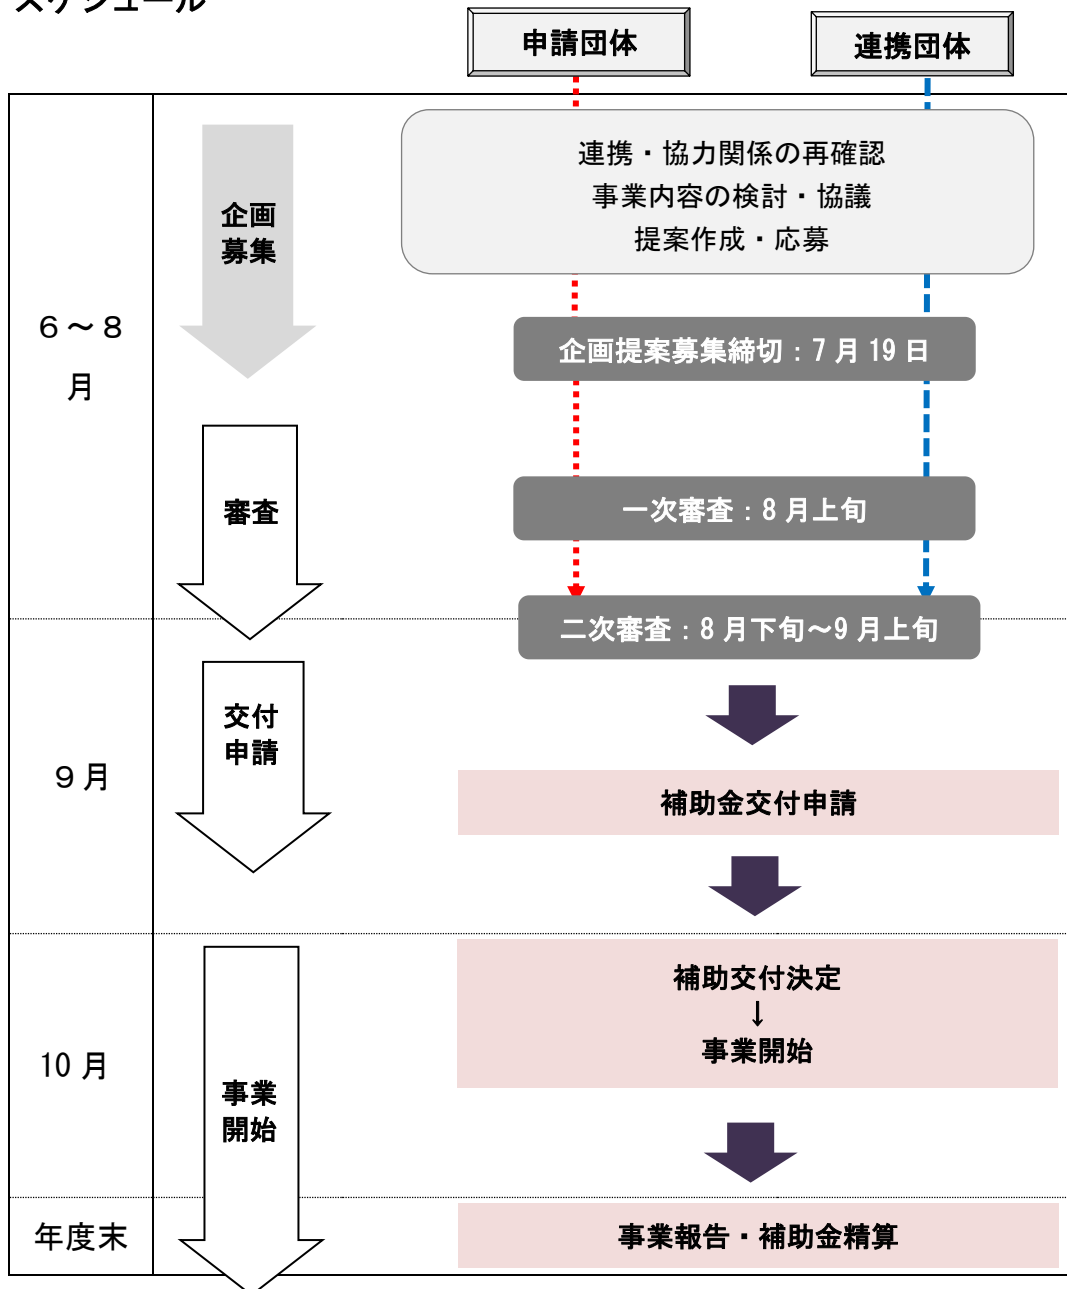 スケジュール
申請団体
連携団体
6～8
月
企画
募集
連携・協力関係の再確認
事業内容の検討・協議
提案作成・応募
企画提案募集締切：7月19日
審査
一次審査：8月上旬
二次審査：8月下旬～9月上旬
9月
交付
申請
補助金交付申請
10月
事業
開始
補助交付決定
↓
事業開始
年度末
事業報告・補助金精算